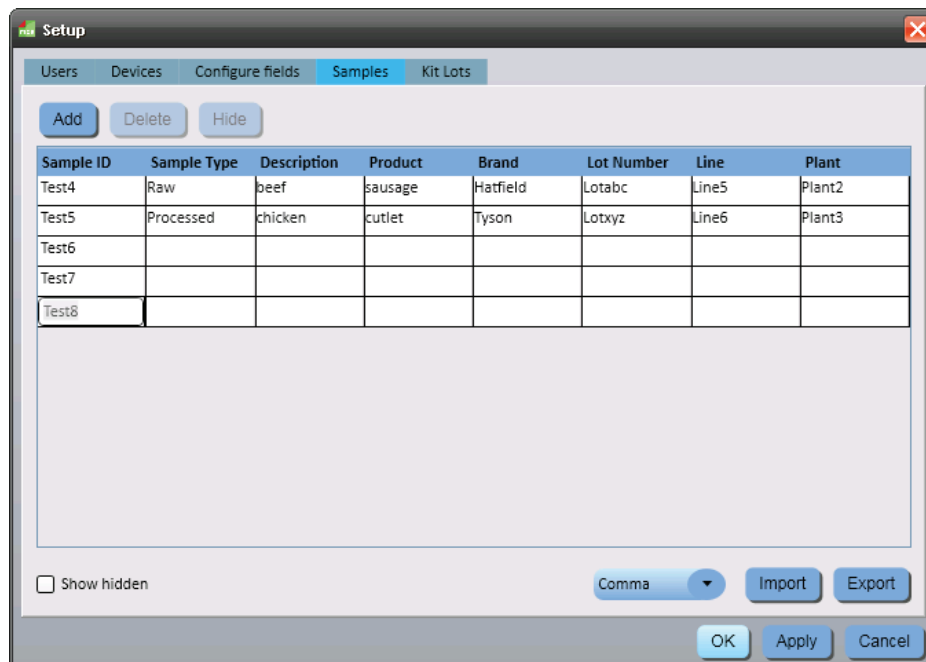 Setup
Users Devices Configure fields Samples Kit Lots
Add Delete Hide
Sample ID Sample Type Description Product Brand Lot Number Line Plant
Test4 Raw beef sausage Hatfield Lotabc Line5 Plant2
Test5 Processed chicken cutlet Tyson Lotxyz Line6 Plant3
Test6
Test7
Test8
Show hidden Comma Import Export
OK Apply Cancel